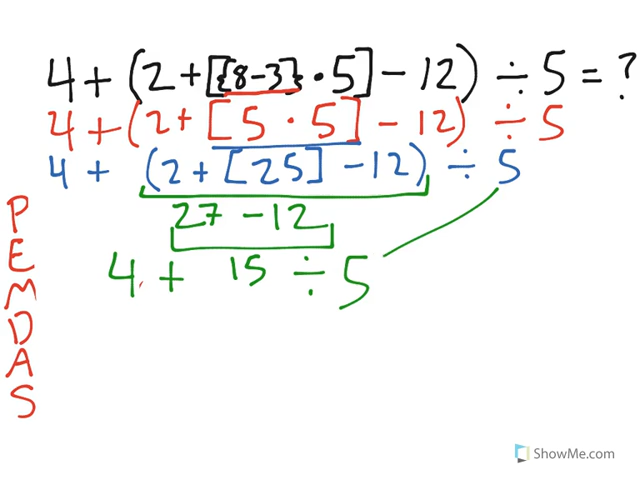 4 + (2 + [{8 - 3} · 5] - 12) ÷ 5 = ?
4 + (2 + [5 · 5] - 12) ÷ 5
4 + (2 + [25] - 12) ÷ 5
27 - 12
4 + 15 ÷ 5
P
E
M
D
A
S
ShowMe.com